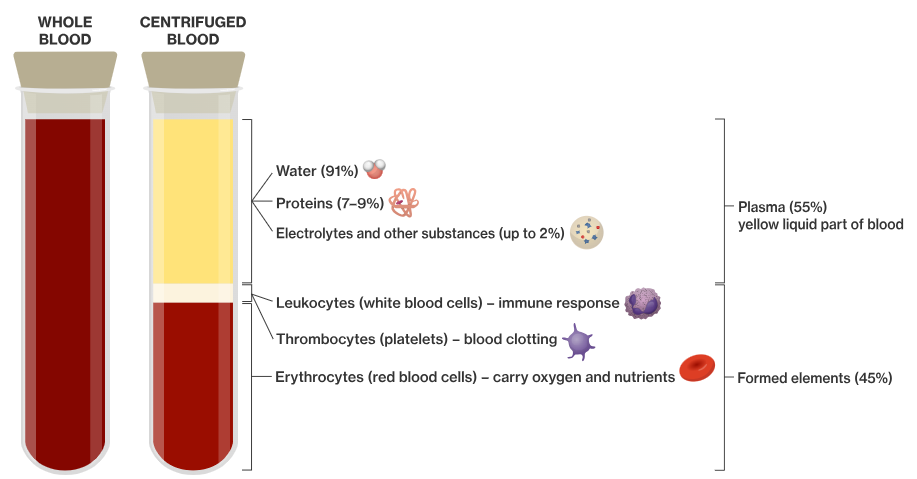 WHOLE
BLOOD
CENTRIFUGED
BLOOD
Water (91%)
Proteins (7–9%)
Electrolytes and other substances (up to 2%)
Plasma (55%)
yellow liquid part of blood
Leukocytes (white blood cells) – immune response
Thrombocytes (platelets) – blood clotting
Erythrocytes (red blood cells) – carry oxygen and nutrients
Formed elements (45%)